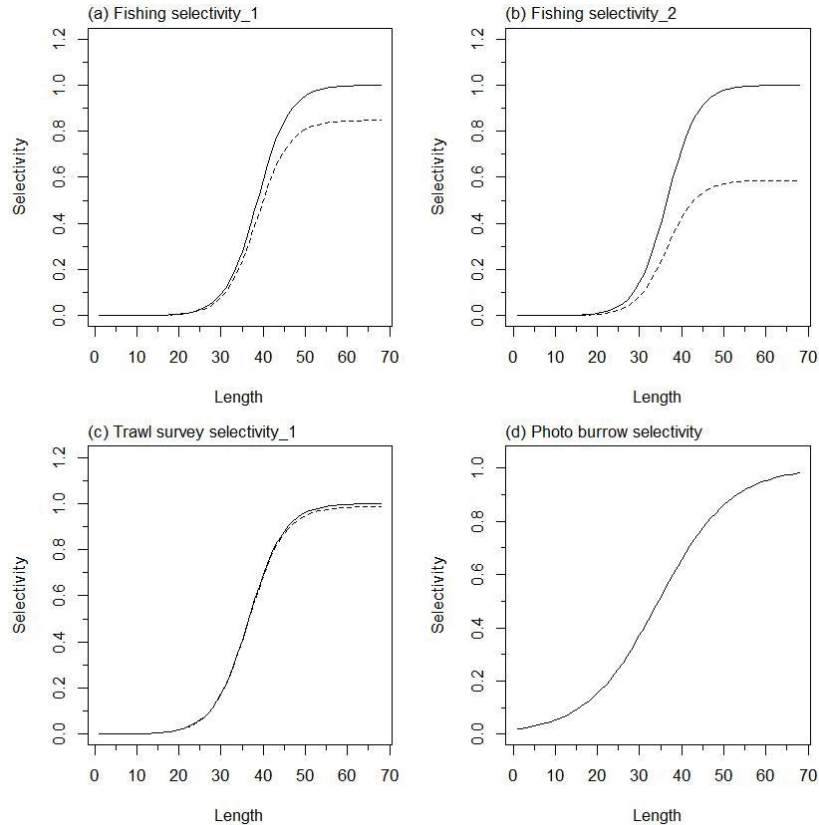 (a) Fishing selectivity_1
1.2
1.0
0.8
0.6
0.4
0.2
0.0
Selectivity
0 10 20 30 40 50 60 70
Length
(b) Fishing selectivity_2
1.2
1.0
0.8
0.6
0.4
0.2
0.0
Selectivity
0 10 20 30 40 50 60 70
Length
(c) Trawl survey selectivity_1
1.2
1.0
0.8
0.6
0.4
0.2
0.0
Selectivity
0 10 20 30 40 50 60 70
Length
(d) Photo burrow selectivity
1.0
0.8
0.6
0.4
0.2
0.0
Selectivity
0 10 20 30 40 50 60 70
Length